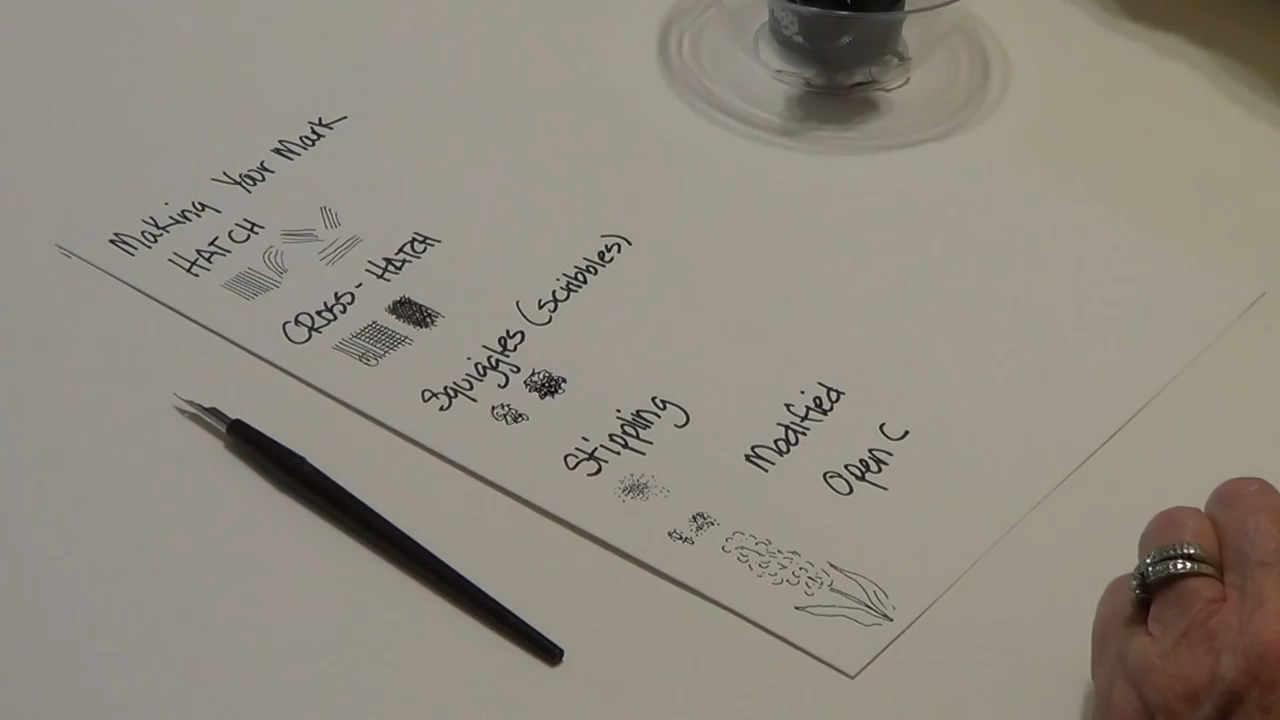 Making Your Mark
HATCH
CROSS-HATCH
Squiggles (scribbles)
Stippling
Modified
Open C